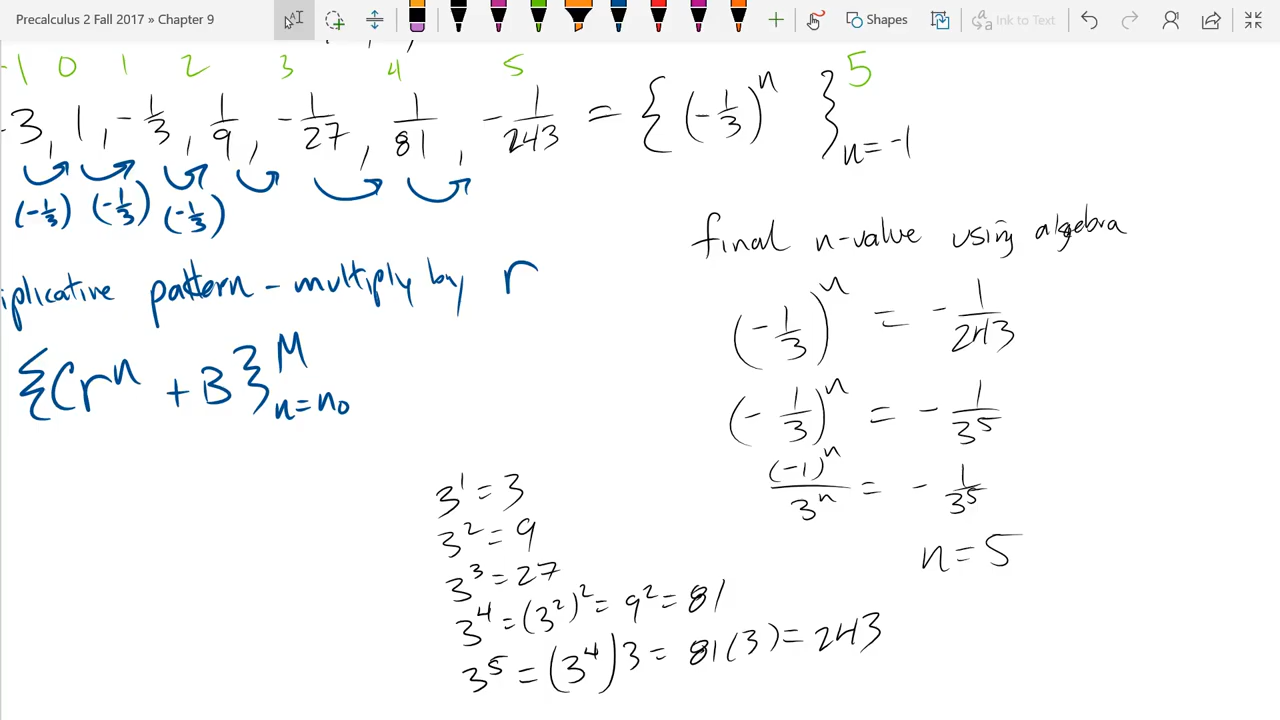 Precalculus 2 Fall 2017 » Chapter 9
Shapes
Ink to Text
-1 0 1 2 3 4 5
-3, 1, -1/3, 1/9, -1/27, 1/81, -1/243 = {(-1/3)^n}_{n=-1}^5
(-1/3) (-1/3) (-1/3)
final n-value using algebra
iplicative pattern - multiply by r
(-1/3)^n = -1/243
{Cr^n + B}_{n=n_0}^M
(-1/3)^n = -1/3^5
(-1)^n/3^n = -1/3^5
n = 5
3^1 = 3
3^2 = 9
3^3 = 27
3^4 = (3^2)^2 = 9^2 = 81
3^5 = (3^4)3 = 81(3) = 243